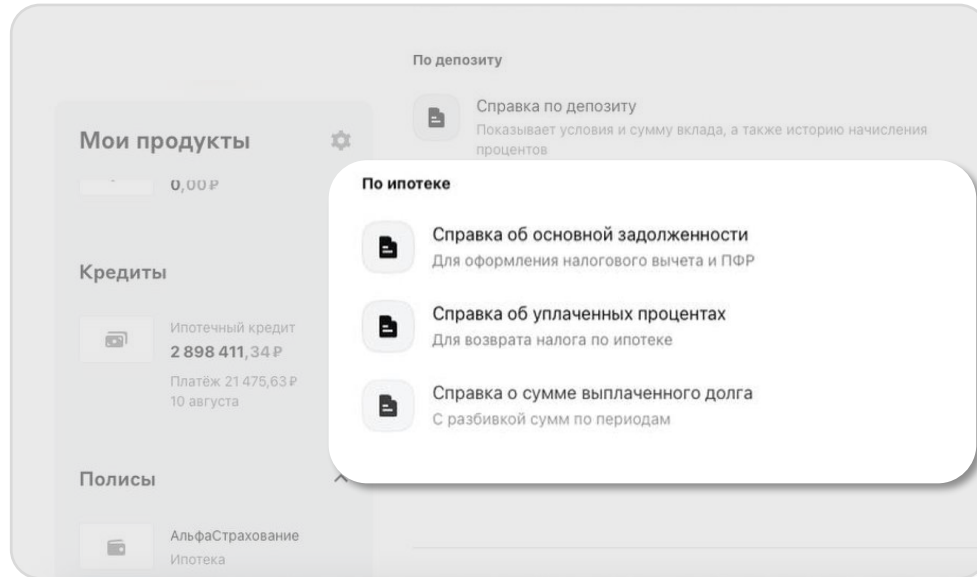 По депозиту
Справка по депозиту
Показывает условия и сумму вклада, а также историю начисления
процентов
Мои продукты
0,00 ₽
Кредиты
Ипотечный кредит
2 898 411,34 ₽
Платёж 21 475,63 ₽
10 августа
Полисы
АльфаСтрахование
Ипотека
По ипотеке
Справка об основной задолженности
Для оформления налогового вычета и ПФР
Справка об уплаченных процентах
Для возврата налога по ипотеке
Справка о сумме выплаченного долга
С разбивкой сумм по периодам